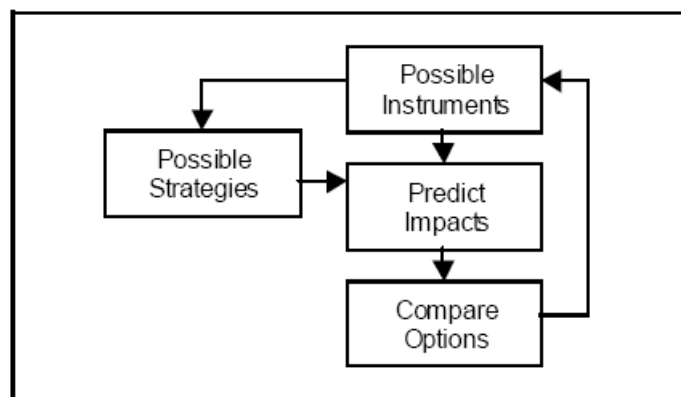 Possible
Instruments
Possible
Strategies
Predict
Impacts
Compare
Options